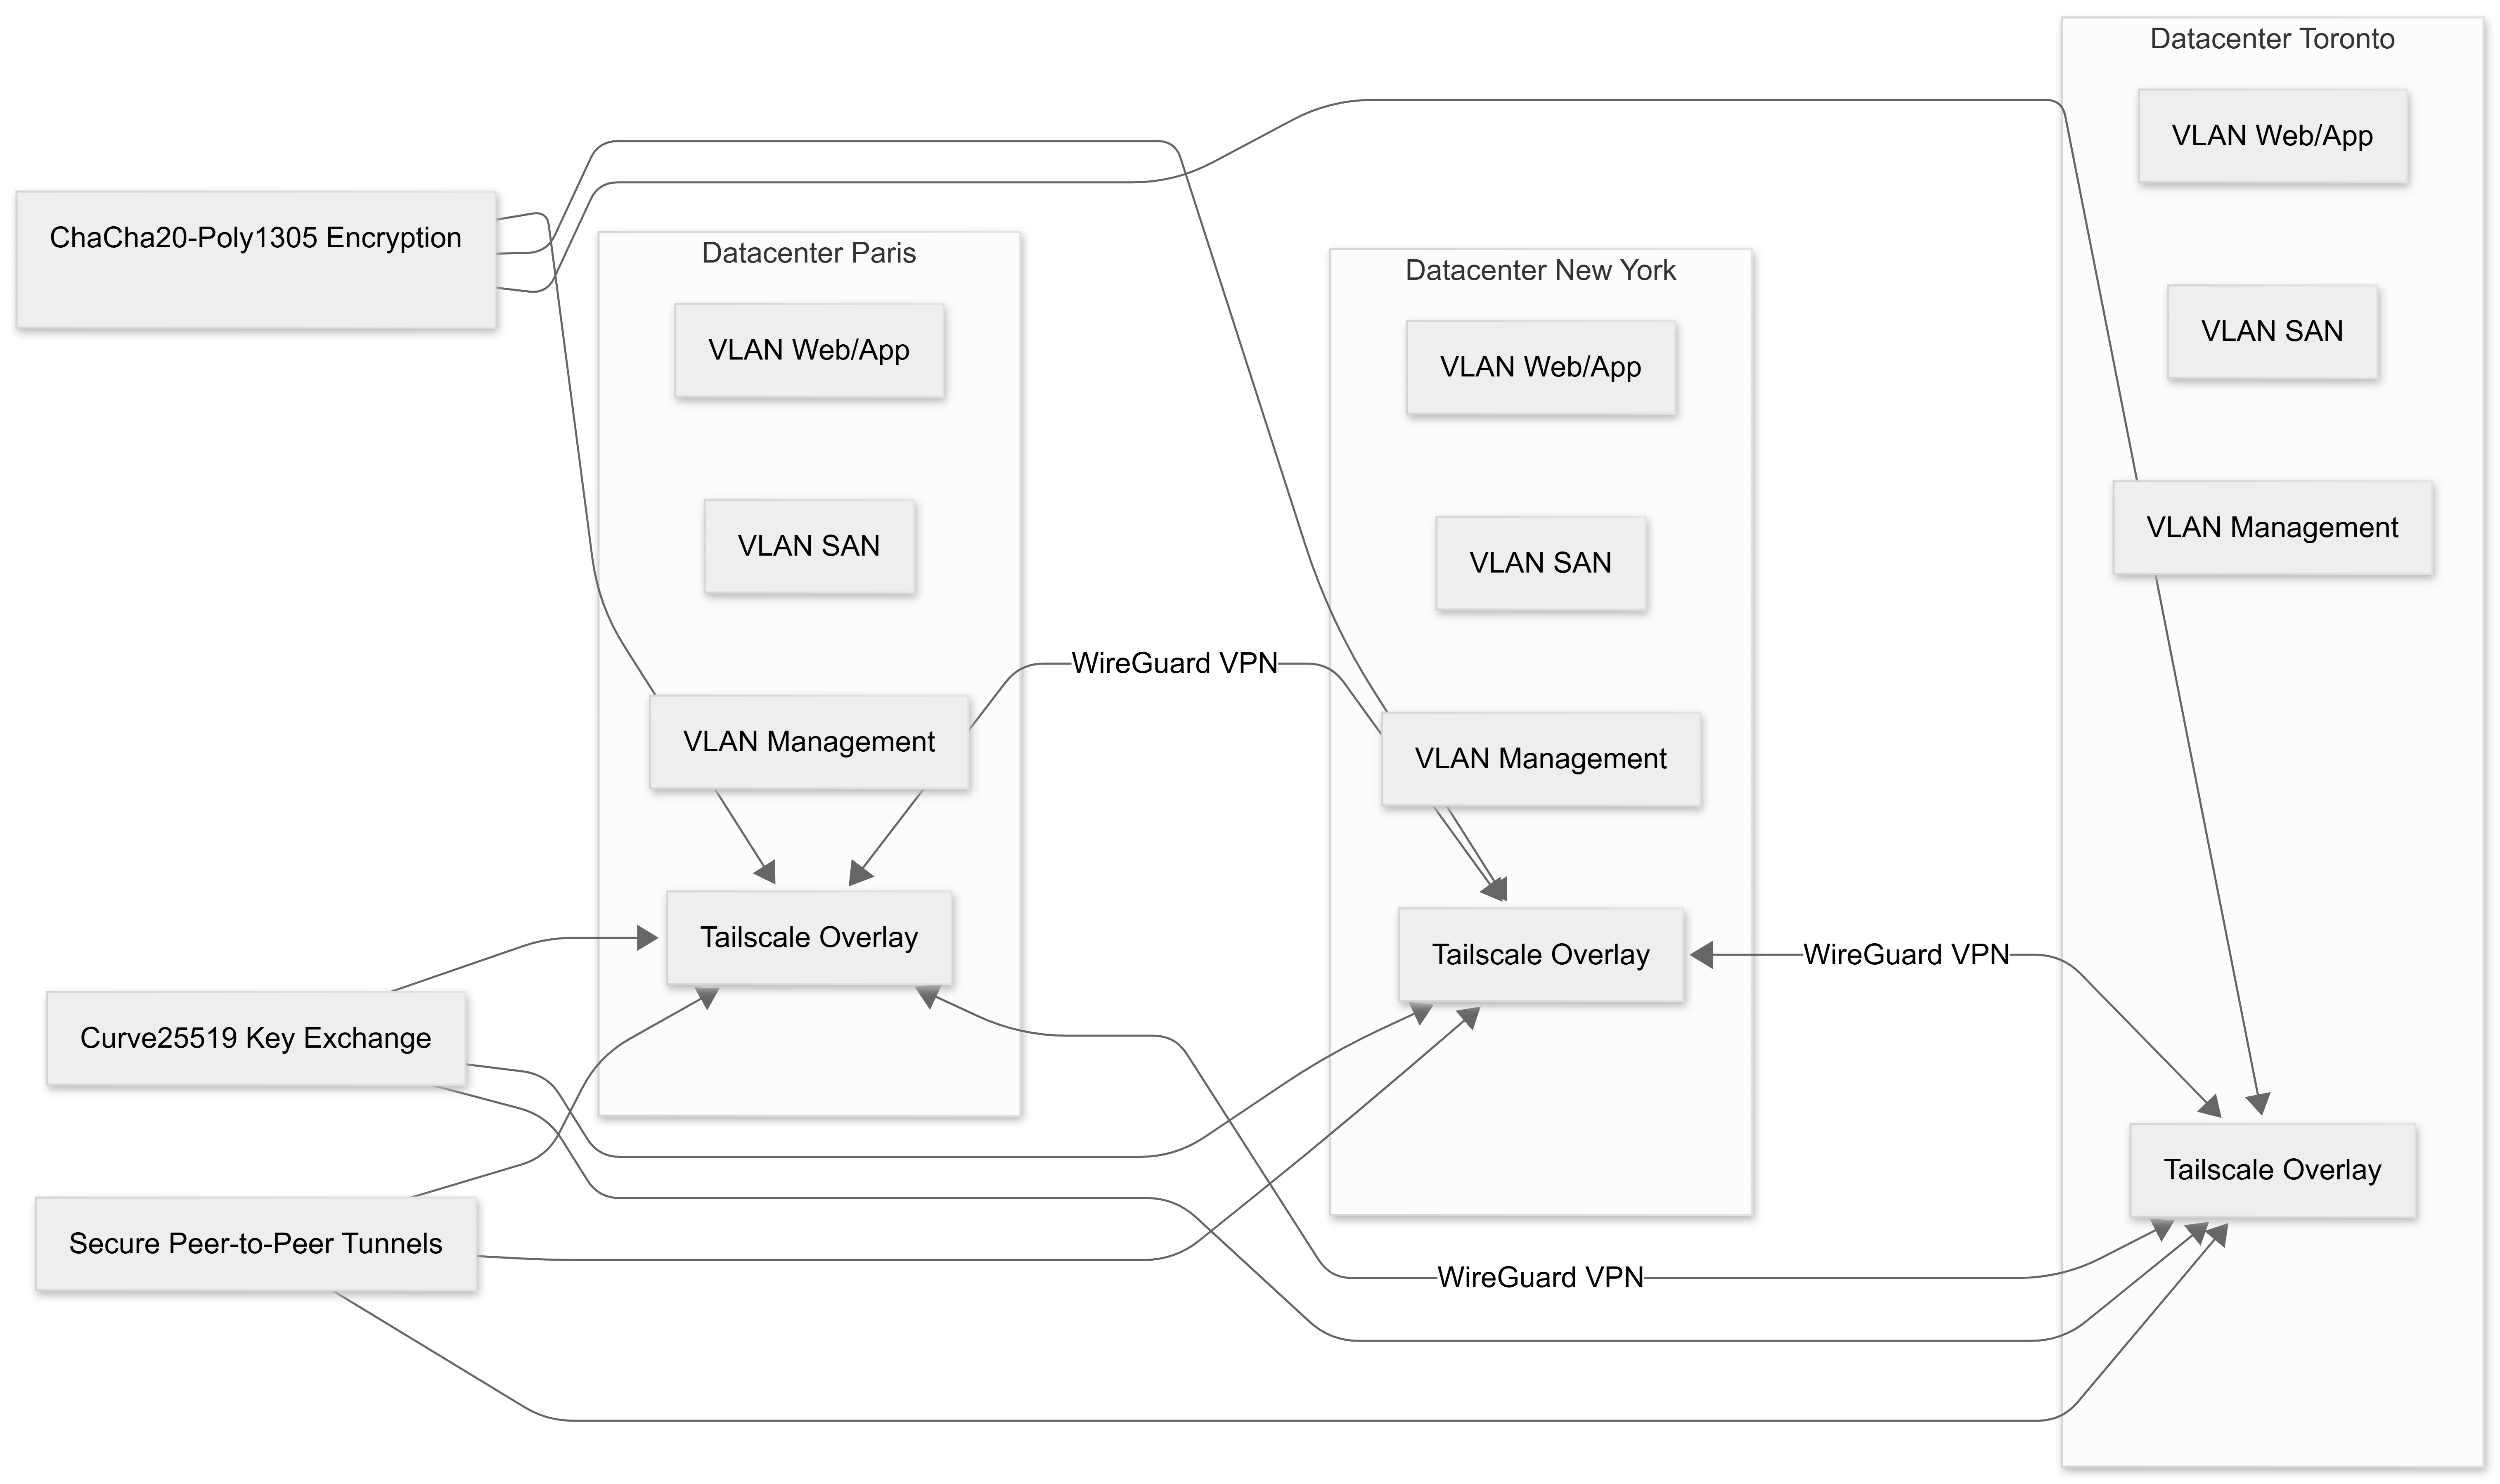 Datacenter Toronto
VLAN Web/App
VLAN SAN
VLAN Management
Tailscale Overlay
ChaCha20-Poly1305 Encryption
Datacenter Paris
VLAN Web/App
VLAN SAN
VLAN Management
Tailscale Overlay
Datacenter New York
VLAN Web/App
VLAN SAN
VLAN Management
Tailscale Overlay
WireGuard VPN
WireGuard VPN
WireGuard VPN
Curve25519 Key Exchange
Secure Peer-to-Peer Tunnels